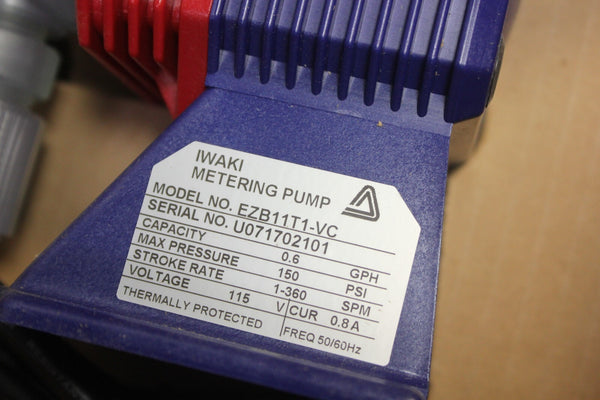 IWAKI
METERING PUMP
MODEL NO. EZB11T1-VC
SERIAL NO. U071702101
CAPACITY 0.6 GPH
MAX PRESSURE 150 PSI
STROKE RATE 1-360 SPM
VOLTAGE 115 V CUR 0.8 A
THERMALLY PROTECTED FREQ 50/60Hz